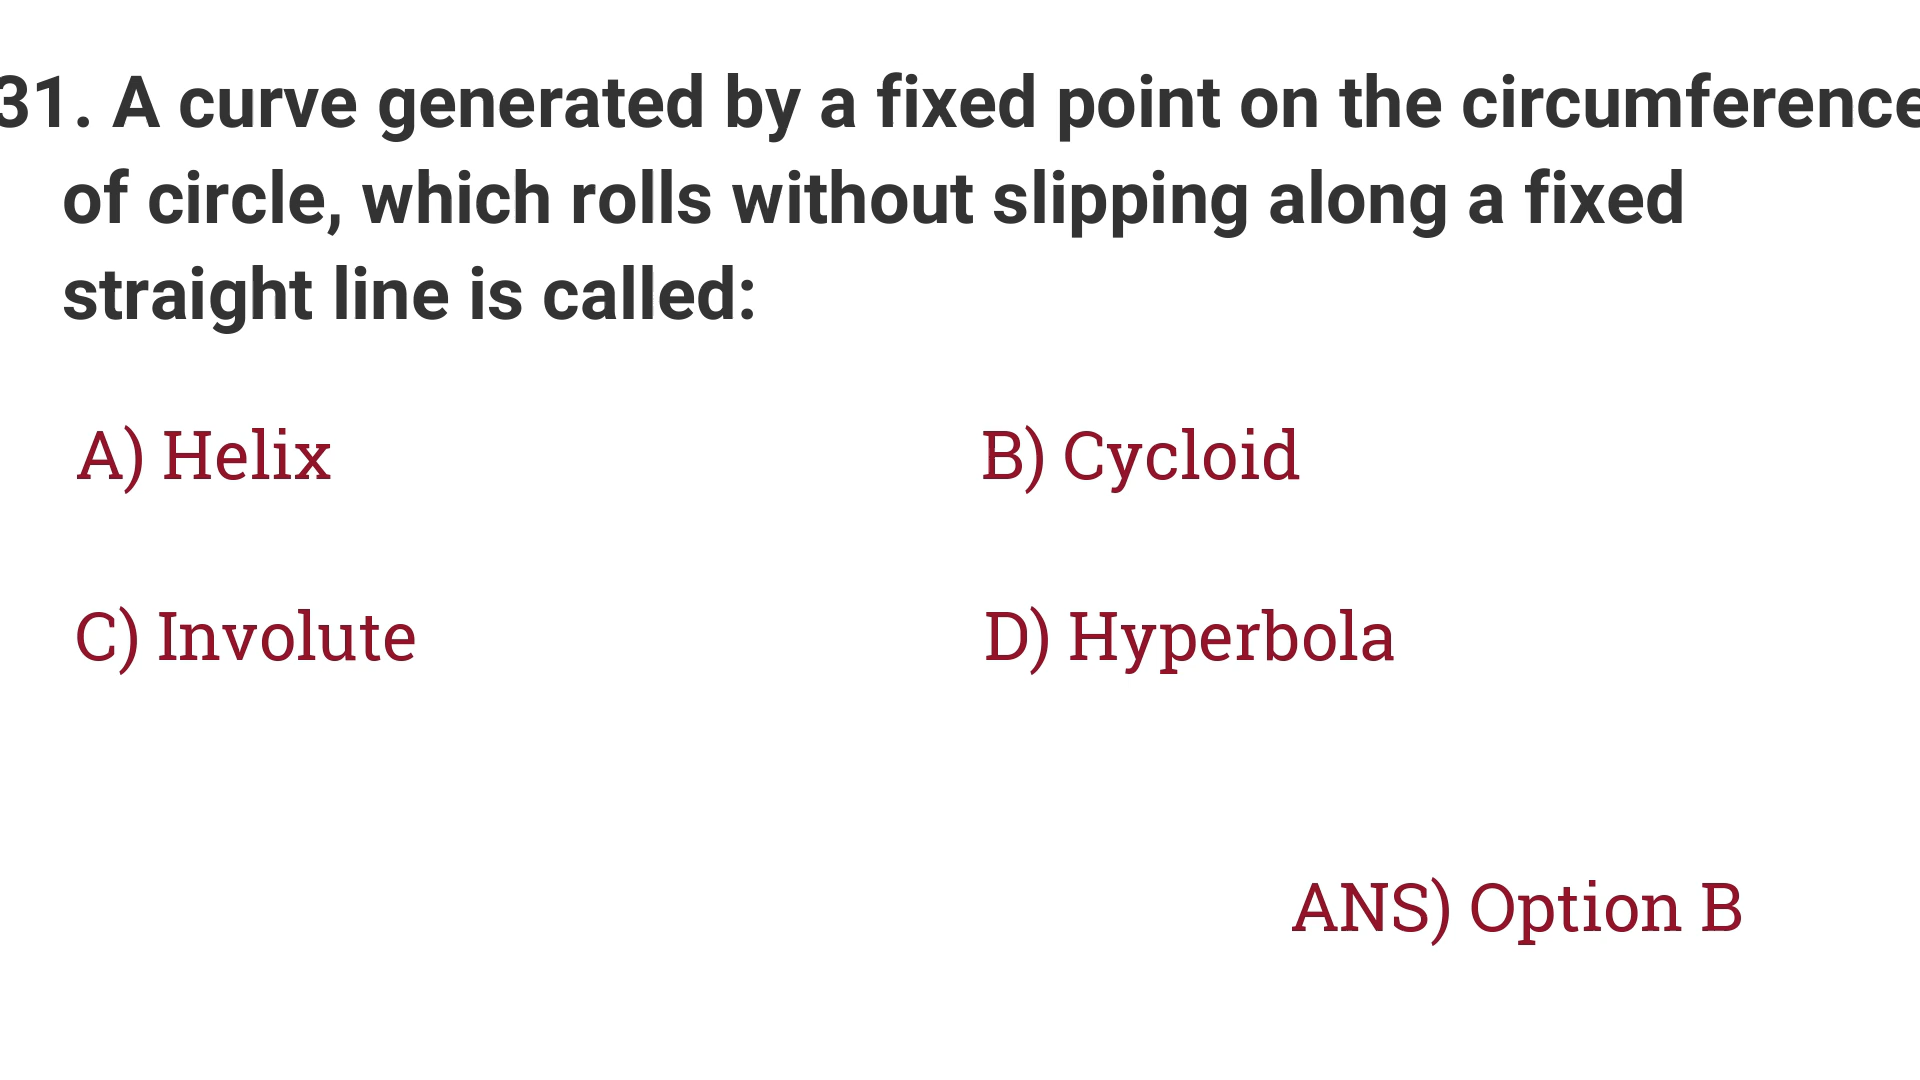 31. A curve generated by a fixed point on the circumference
of circle, which rolls without slipping along a fixed
straight line is called:
A) Helix
B) Cycloid
C) Involute
D) Hyperbola
ANS) Option B